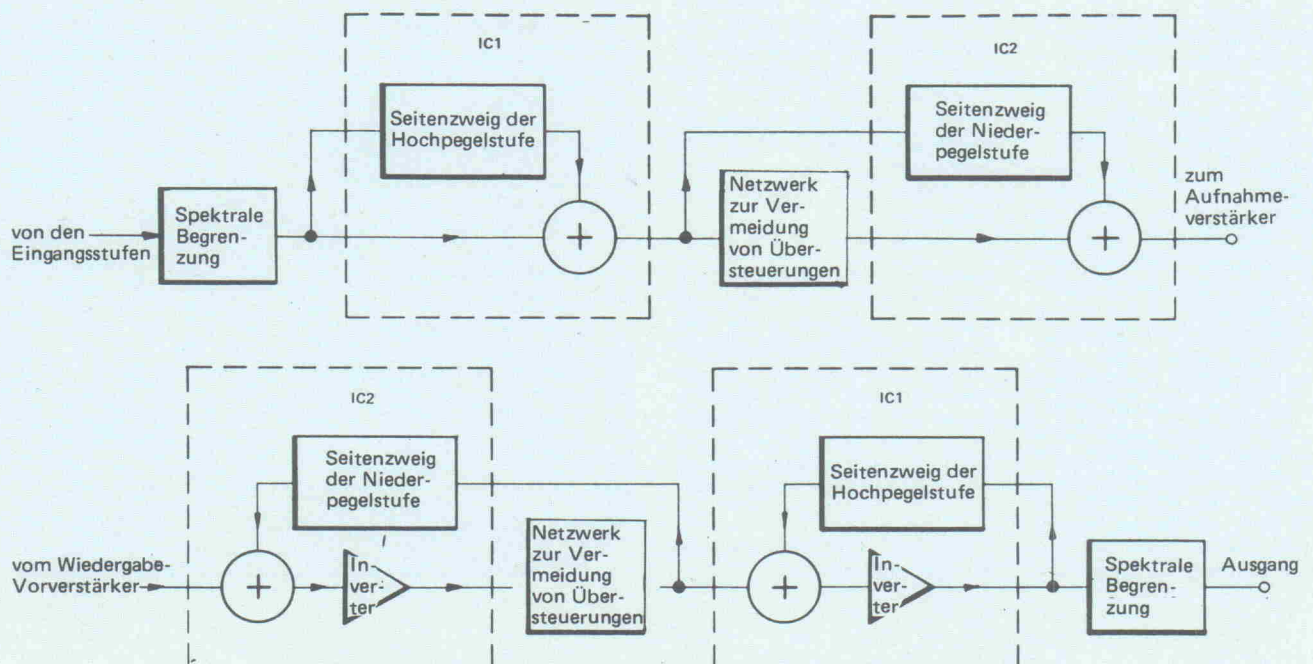 IC1
Seitenzweig der
Hochpegelstufe
IC2
Seitenzweig
der Nieder-
pegelstufe
von den
Eingangsstufen
Spektrale
Begren-
zung
+
Netzwerk
zur Ver-
meidung
von Über-
steuerungen
+
zum
Aufnahme-
verstärker
IC2
Seitenzweig
der Nieder-
pegelstufe
IC1
Seitenzweig der
Hochpegelstufe
vom Wiedergabe-
Vorverstärker
+
In-
ver-
ter
Netzwerk
zur Ver-
meidung
von Über-
steuerungen
+
In-
ver-
ter
Spektrale
Begren-
zung
Ausgang